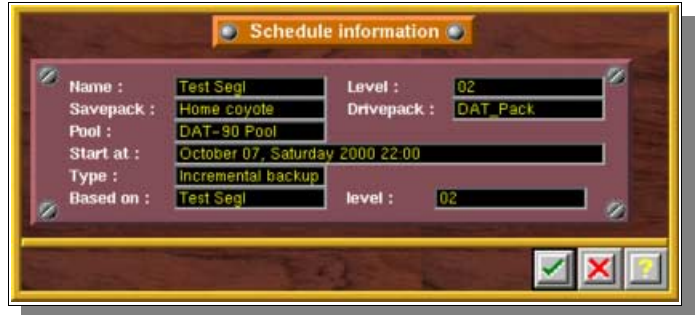 Schedule information
Name : Test Segl Level : 02
Savepack : Home coyote Drivepack : DAT_Pack
Pool : DAT-90 Pool
Start at : October 07, Saturday 2000 22:00
Type : Incremental backup
Based on : Test Segl level : 02
?